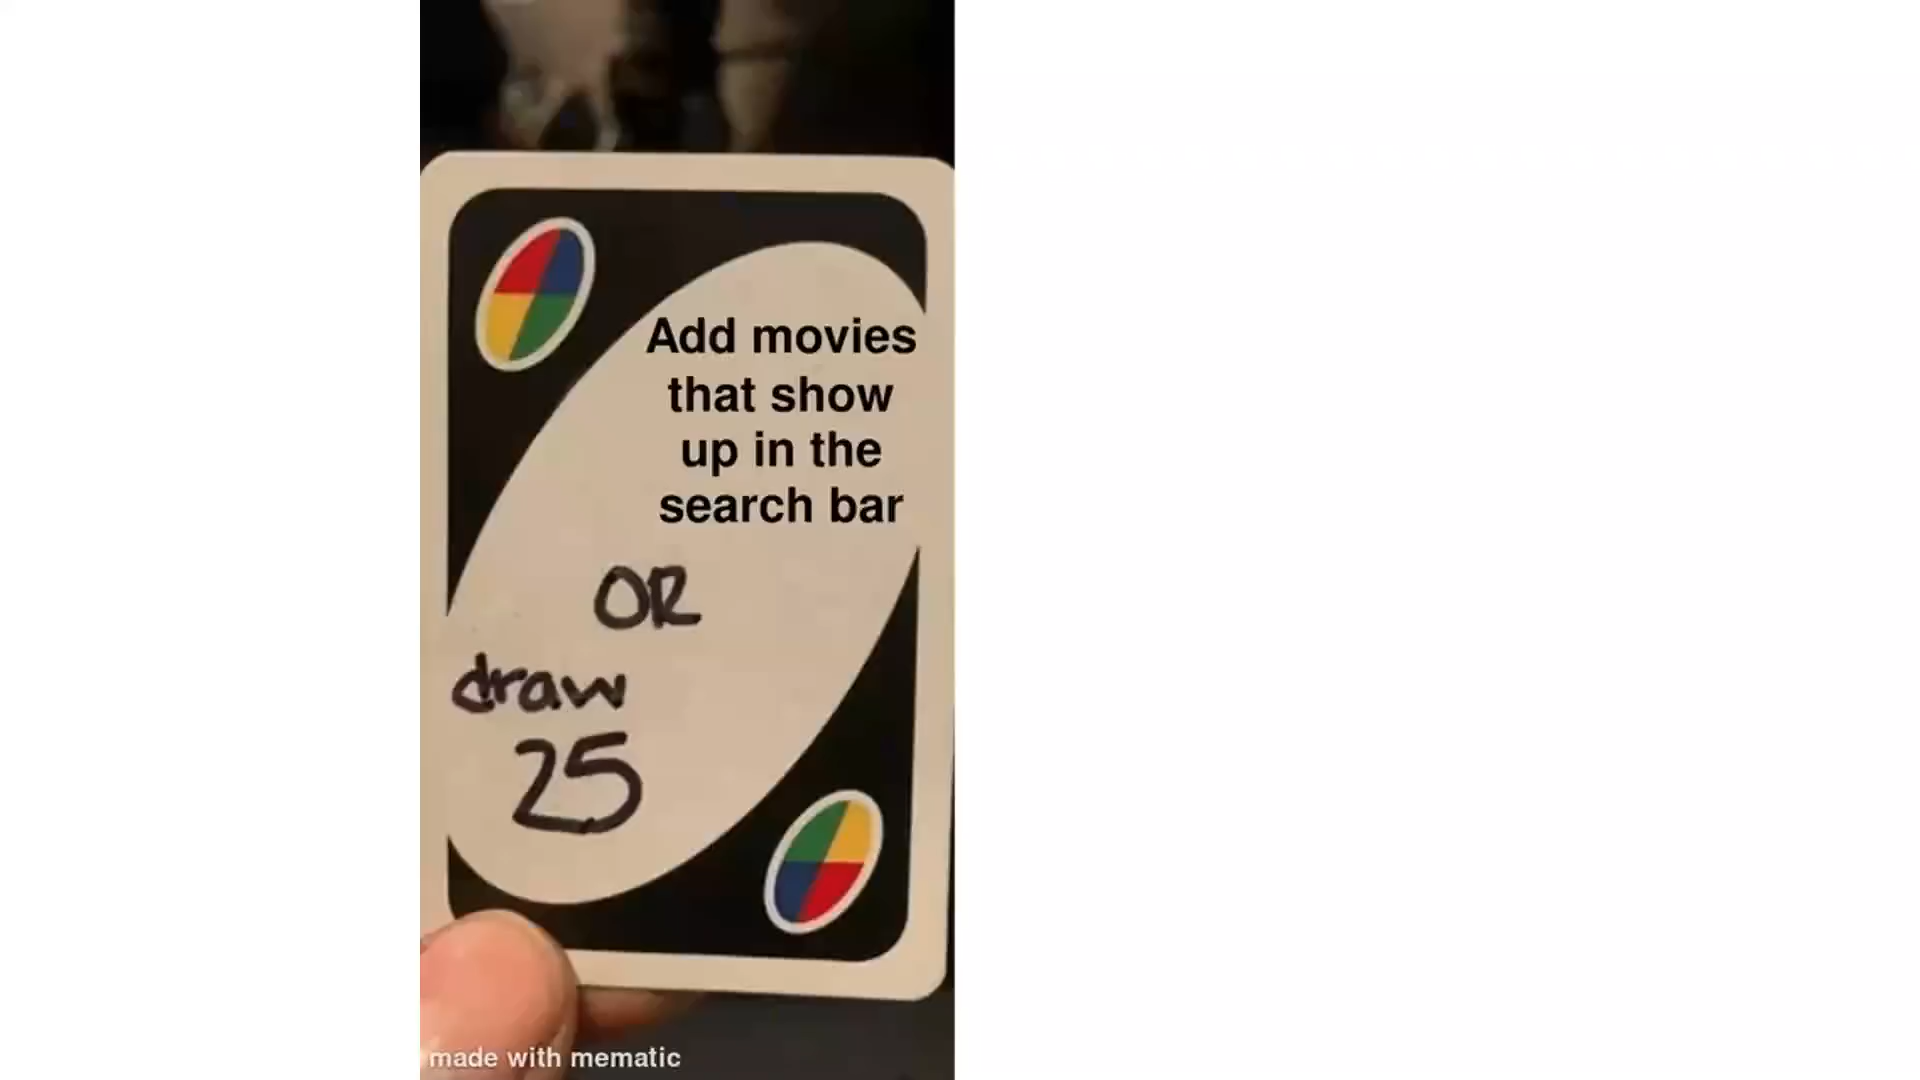 Add movies
that show
up in the
search bar
OR
draw
25
made with mematic